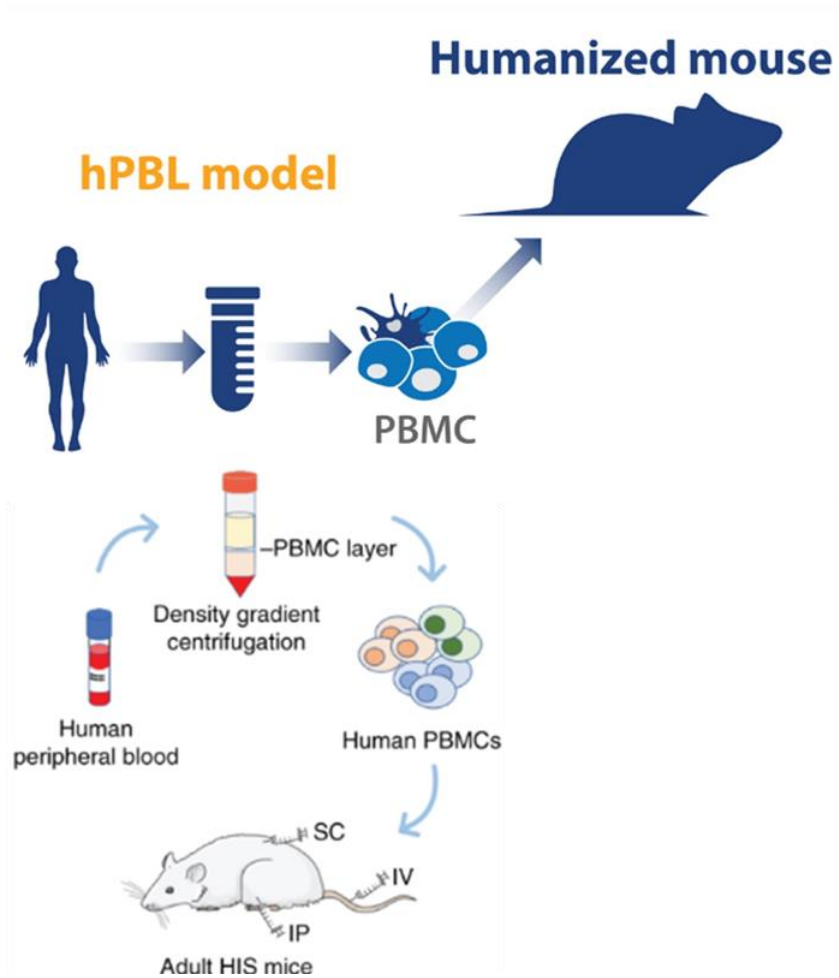 Humanized mouse
hPBL model
PBMC
–PBMC layer
Density gradient
centrifugation
Human
peripheral blood
Human PBMCs
SC
IV
IP
Adult HIS mice